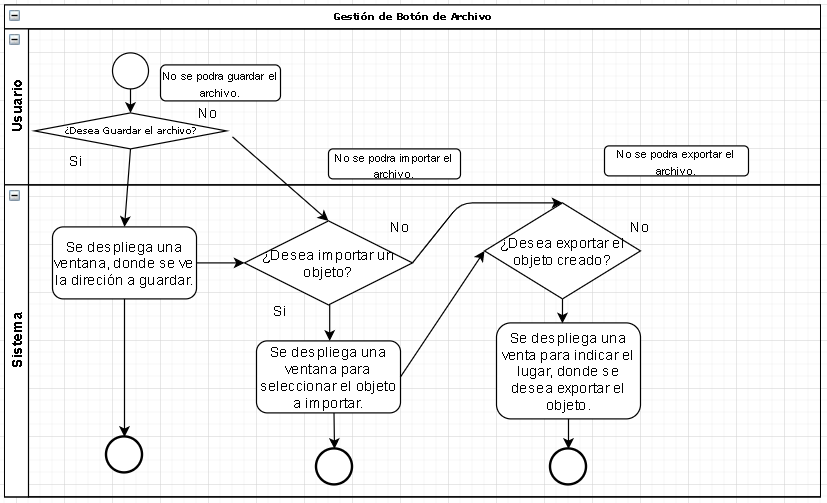 Gestión de Botón de Archivo
Usuario
No se podra guardar el
archivo.
No
¿Desea Guardar el archivo?
Si
No se podra importar el
archivo.
No se podra exportar el
archivo.
Sistema
Se despliega una
ventana, donde se ve
la direción a guardar.
¿Desea importar un
objeto?
No
Si
¿Desea exportar el
objeto creado?
No
Se despliega una
ventana para
seleccionar el objeto
a importar.
Se despliega una
venta para indicar el
lugar, donde se
desea exportar el
objeto.